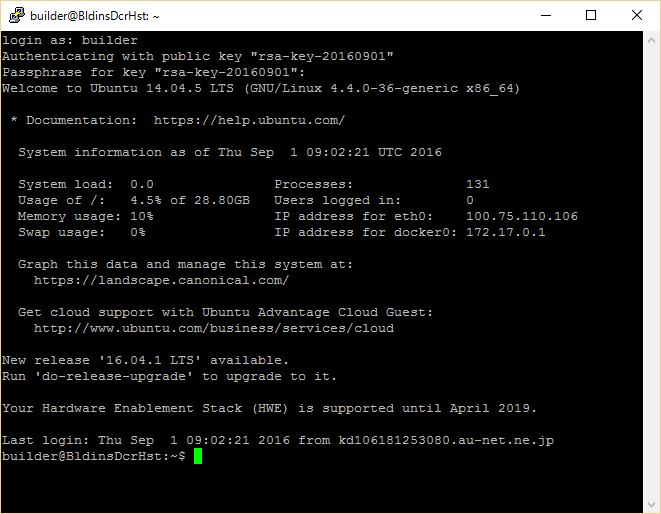 builder@BldinsDcrHst: ~
login as: builder
Authenticating with public key "rsa-key-20160901"
Passphrase for key "rsa-key-20160901":
Welcome to Ubuntu 14.04.5 LTS (GNU/Linux 4.4.0-36-generic x86_64)
* Documentation:  https://help.ubuntu.com/
System information as of Thu Sep  1 09:02:21 UTC 2016
System load:  0.0               Processes:              131
Usage of /:   4.5% of 28.80GB   Users logged in:        0
Memory usage: 10%               IP address for eth0:    100.75.110.106
Swap usage:   0%                IP address for docker0: 172.17.0.1
Graph this data and manage this system at:
https://landscape.canonical.com/
Get cloud support with Ubuntu Advantage Cloud Guest:
http://www.ubuntu.com/business/services/cloud
New release '16.04.1 LTS' available.
Run 'do-release-upgrade' to upgrade to it.
Your Hardware Enablement Stack (HWE) is supported until April 2019.
Last login: Thu Sep  1 09:02:21 2016 from kd106181253080.au-net.ne.jp
builder@BldinsDcrHst:~$